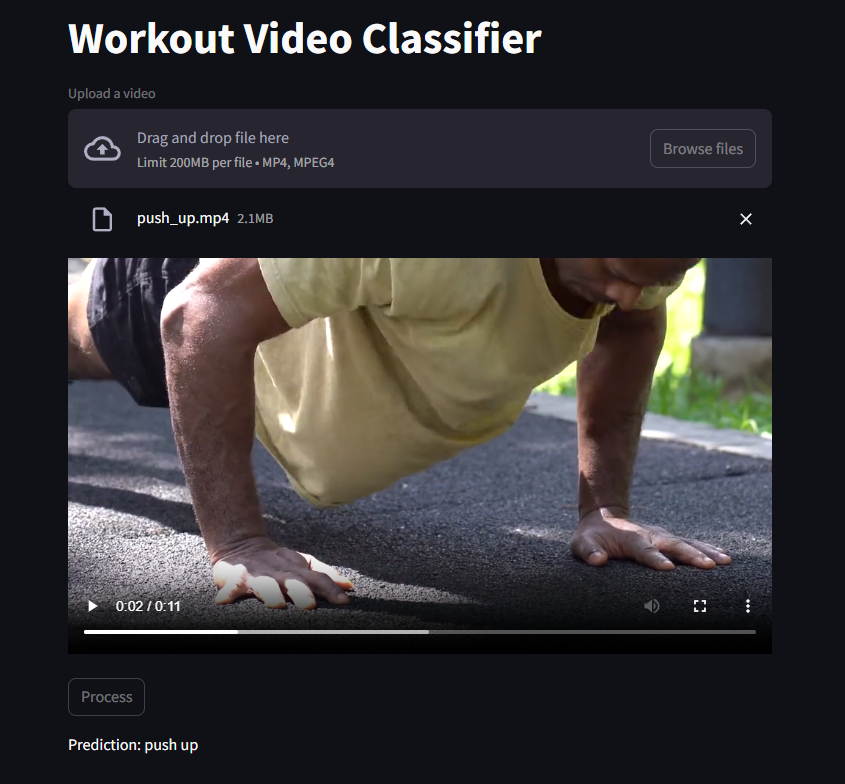 Workout Video Classifier
Upload a video
Drag and drop file here
Limit 200MB per file • MP4, MPEG4
Browse files
push_up.mp4 2.1MB
0:02 / 0:11
Process
Prediction: push up